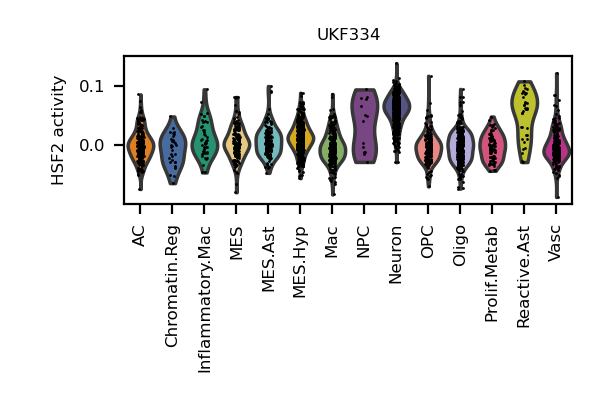 UKF334
HSF2 activity
0.1
0.0
AC
Chromatin.Reg
Inflammatory.Mac
MES
MES.Ast
MES.Hyp
Mac
NPC
Neuron
OPC
Oligo
Prolif.Metab
Reactive.Ast
Vasc